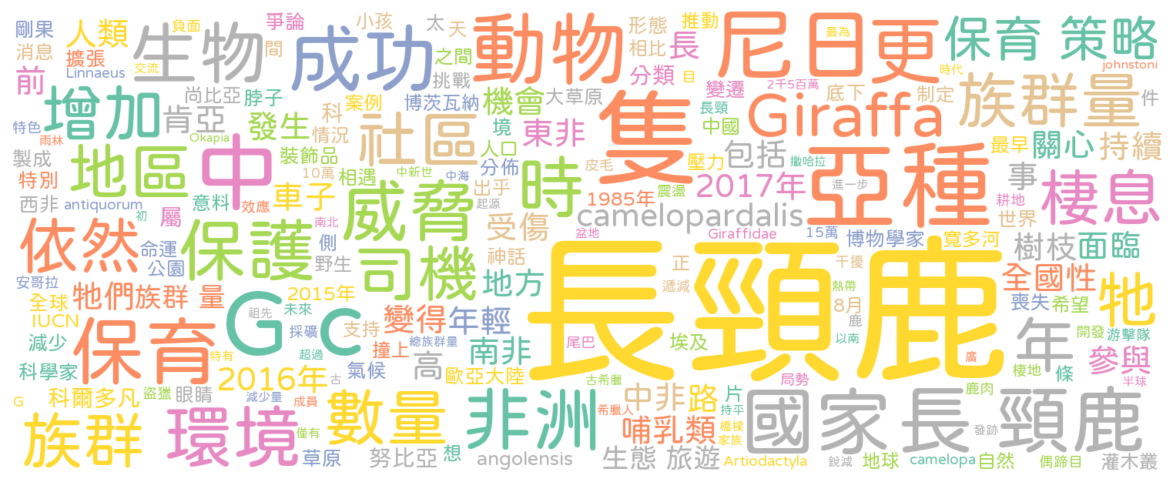 剛果 人類 負面 生物 成功 爭論 小孩 太 天 動物 形態 推動 尼日更 最為 保育 策略
消息 擴張 間 之間 相比 長
Linnaeus 交流 挑戰 分類 目 時代 johnstoni
前 增加 尚比亞 脖子 科 案例 博茨瓦納 機會 大草原 變遷 2千5百萬 底下 制定 族群量 件
肯亞 情況 長頸 中國
特色 雨林 Okapia 發生 社區 境 東非 隻 Giraffa 最早 關心 持續
製成 地區 中 裝飾品 10萬 中新世 中海 人口 分佈 皮毛 壓力 包括 撒哈拉
特別 效應 相遇 威脅 時 出乎 起源 1985年 震盪 2017年 進一步 亞種 耕地 事 棲息
西非 antiquorum 屬 意料 車子 camelopardalis 世界
初 南北 受傷 盆地 Giraffidae 15萬 博物學家 寬多河 樹枝 面臨
依然 命運 保護 側 司機 神話 正 干擾
安哥拉 公園 野生 地方 長頸鹿 遞減 熱帶 全國性 牠
全球 牠們 族群 量 Gc 2015年 8月 喪失 希望
IUCN 祖先 未來 變得 年輕 鹿 以南 年 開發 游擊隊
減少 保育 採礦 支持 總族群量 尾巴 埃及 廣 棲地 參與
特有 超過 撞上 南非 條
科學家 2016年 古 氣候 高 歐亞大陸 古希臘 局勢 片 半球
G 科爾多凡 盜獵 眼睛 中非 路 持平 鹿肉 國家 長頸鹿
減少量 成員 數量 非洲 希臘人 哺乳類 穩稳
族群 環境 僅有 家族 發跡
草原 努比亞 想 angolensis 生態 旅遊 Artiodactyla 銳減 地球 camelopa 自然 偶蹄目 灌木叢